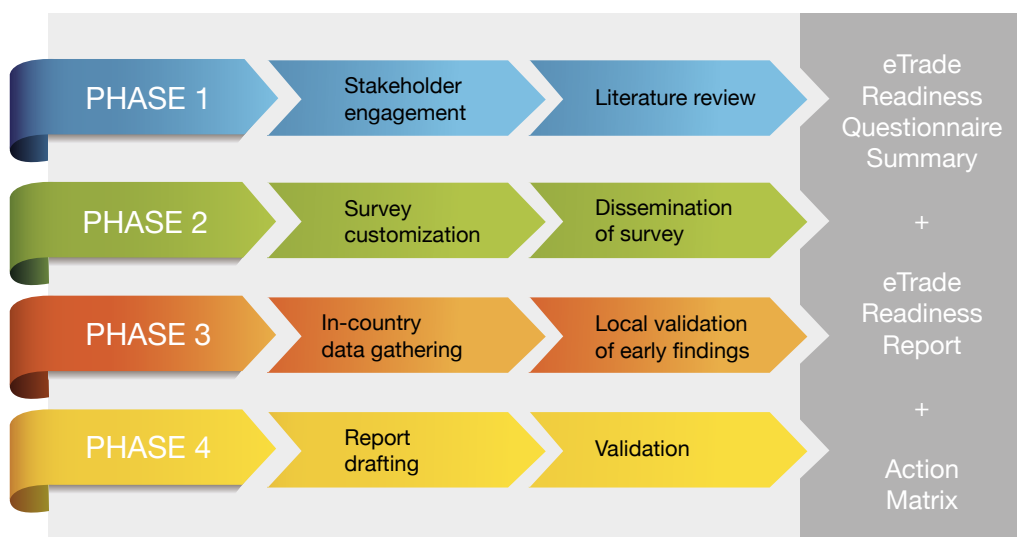 PHASE 1
Stakeholder
engagement
Literature review
PHASE 2
Survey
customization
Dissemination
of survey
PHASE 3
In-country
data gathering
Local validation
of early findings
PHASE 4
Report
drafting
Validation
eTrade
Readiness
Questionnaire
Summary
+
eTrade
Readiness
Report
+
Action
Matrix